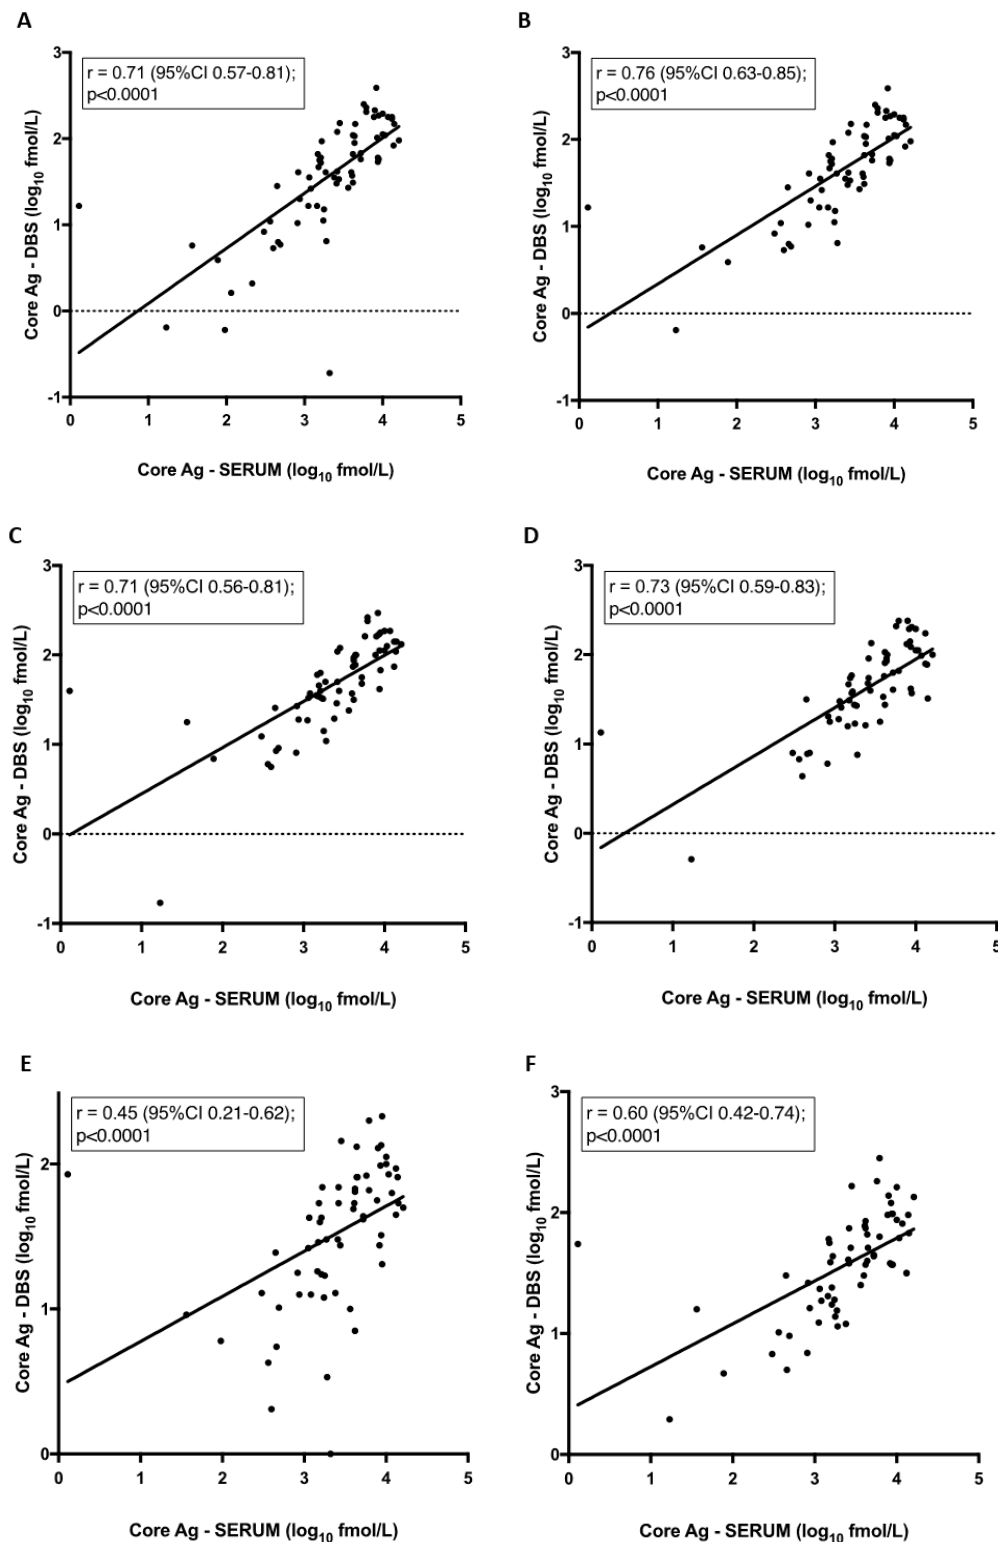 A
r = 0.71 (95%CI 0.57-0.81);
p<0.0001
Core Ag - DBS (log10 fmol/L)
3
2
1
0
-1
0 1 2 3 4 5
Core Ag - SERUM (log10 fmol/L)
B
r = 0.76 (95%CI 0.63-0.85);
p<0.0001
Core Ag - DBS (log10 fmol/L)
3
2
1
0
-1
0 1 2 3 4 5
Core Ag - SERUM (log10 fmol/L)
C
r = 0.71 (95%CI 0.56-0.81);
p<0.0001
Core Ag - DBS (log10 fmol/L)
3
2
1
0
-1
0 1 2 3 4 5
Core Ag - SERUM (log10 fmol/L)
D
r = 0.73 (95%CI 0.59-0.83);
p<0.0001
Core Ag - DBS (log10 fmol/L)
3
2
1
0
-1
0 1 2 3 4 5
Core Ag - SERUM (log10 fmol/L)
E
r = 0.45 (95%CI 0.21-0.62);
p<0.0001
Core Ag - DBS (log10 fmol/L)
2
1
0
0 1 2 3 4 5
Core Ag - SERUM (log10 fmol/L)
F
r = 0.60 (95%CI 0.42-0.74);
p<0.0001
Core Ag - DBS (log10 fmol/L)
3
2
1
0
0 1 2 3 4 5
Core Ag - SERUM (log10 fmol/L)